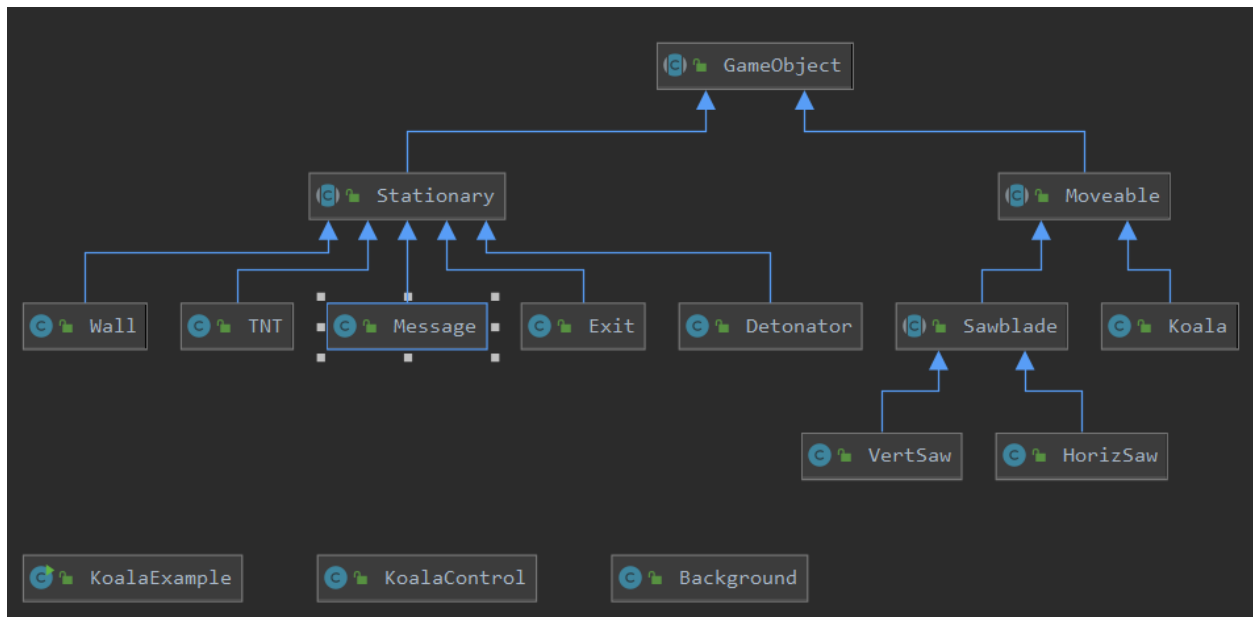 GameObject
Stationary
Moveable
Wall
TNT
Message
Exit
Detonator
Sawblade
Koala
VertSaw
HorizSaw
KoalaExample
KoalaControl
Background